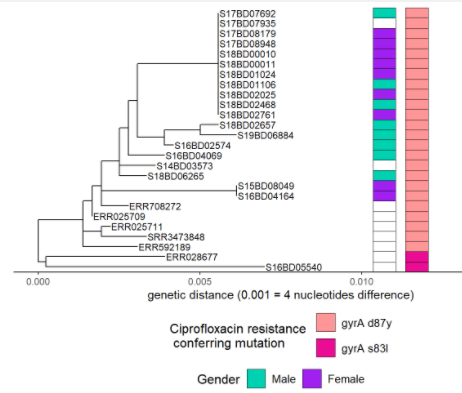 S17BD07692
S17BD07935
S17BD08179
S17BD08948
S18BD00010
S18BD00011
S18BD01024
S18BD01106
S18BD02025
S18BD02468
S18BD02761
S18BD02657
S19BD06884
S16BD02574
S16BD04069
S14BD03573
S18BD06265
S15BD08049
S16BD04164
ERR708272
ERR025709
ERR025711
SRR3473848
ERR592189
ERR028677
S16BD05540
0.000 0.005 0.010
genetic distance (0.001 = 4 nucleotides difference)
Ciprofloxacin resistance
conferring mutation
gyrA d87y
gyrA s83l
Gender Male Female